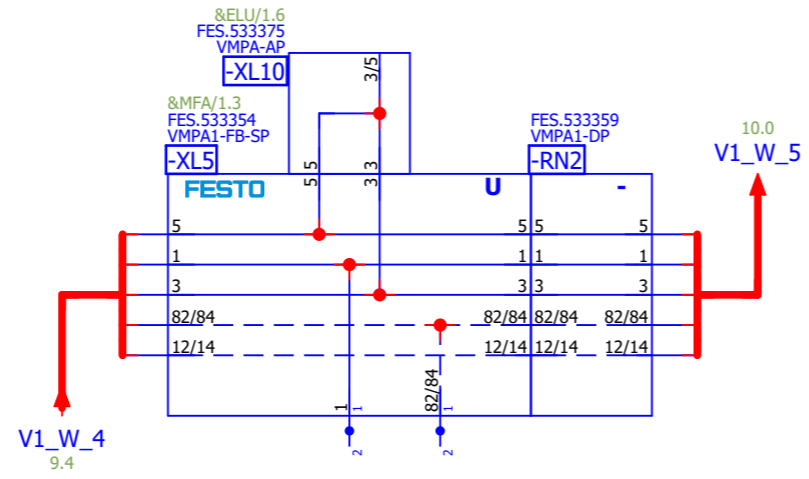 &ELU/1.6
FES.533375
VMPA-AP
-XL10
3/5
&MFA/1.3
FES.533354
VMPA1-FB-SP
-XL5
FES.533359
VMPA1-DP
-RN2
10.0
V1_W_5
5 5
3 3
FESTO
U
-
5 5 5 5
1 1 1 1
3 3 3 3
82/84 82/84 82/84 82/84
12/14 12/14 12/14 12/14
1 1
82/84 1
2
2
V1_W_4
9.4